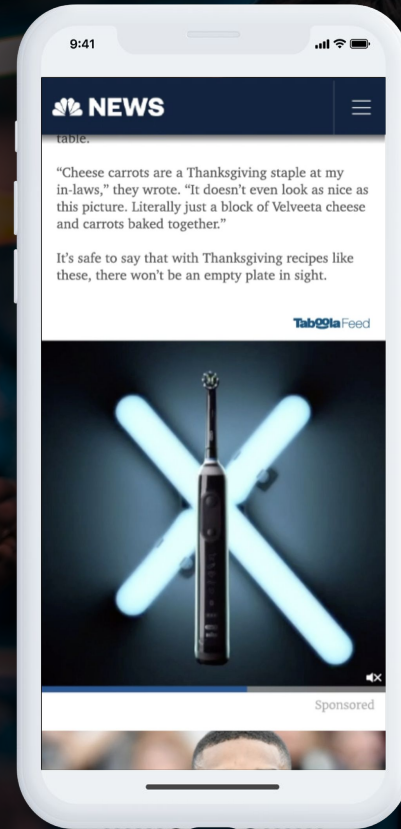 9:41
NEWS
table.
“Cheese carrots are a Thanksgiving staple at my
in-laws,” they wrote. “It doesn’t even look as nice as
this picture. Literally just a block of Velveeta cheese
and carrots baked together.”
It’s safe to say that with Thanksgiving recipes like
these, there won’t be an empty plate in sight.
Taboola Feed
Sponsored